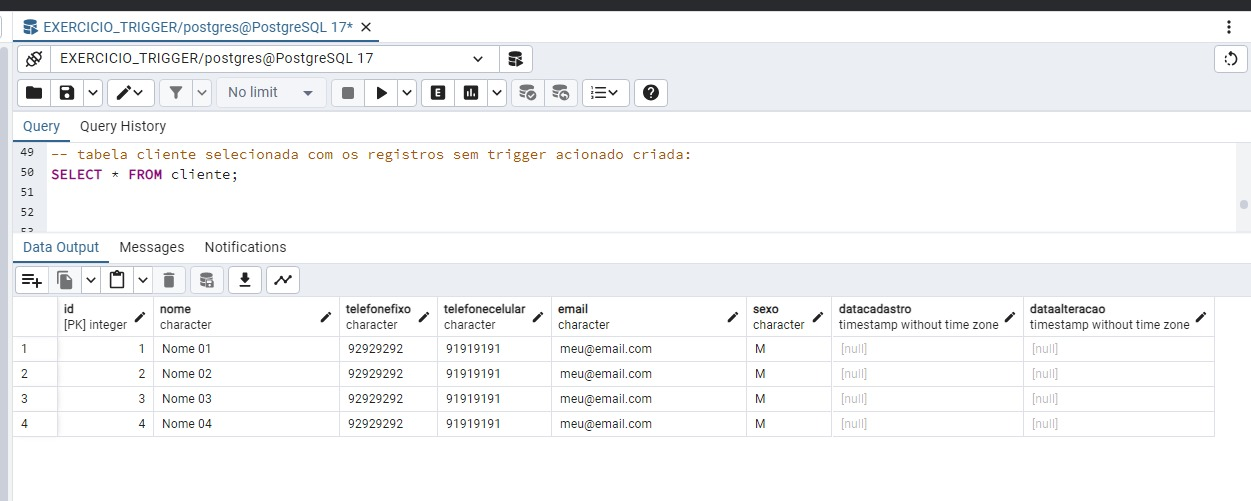 EXERCICIO_TRIGGER/postgres@PostgreSQL 17*
EXERCICIO_TRIGGER/postgres@PostgreSQL 17
No limit
E
Query Query History
49 -- tabela cliente selecionada com os registros sem trigger acionado criada:
50 SELECT * FROM cliente;
51
52
53
Data Output Messages Notifications
id nome telefonefixo telefonecelular email sexo datacadastro dataalteracao
[PK] integer character character character character character timestamp without time zone timestamp without time zone
1 1 Nome 01 92929292 91919191 meu@email.com M [null] [null]
2 2 Nome 02 92929292 91919191 meu@email.com M [null] [null]
3 3 Nome 03 92929292 91919191 meu@email.com M [null] [null]
4 4 Nome 04 92929292 91919191 meu@email.com M [null] [null]